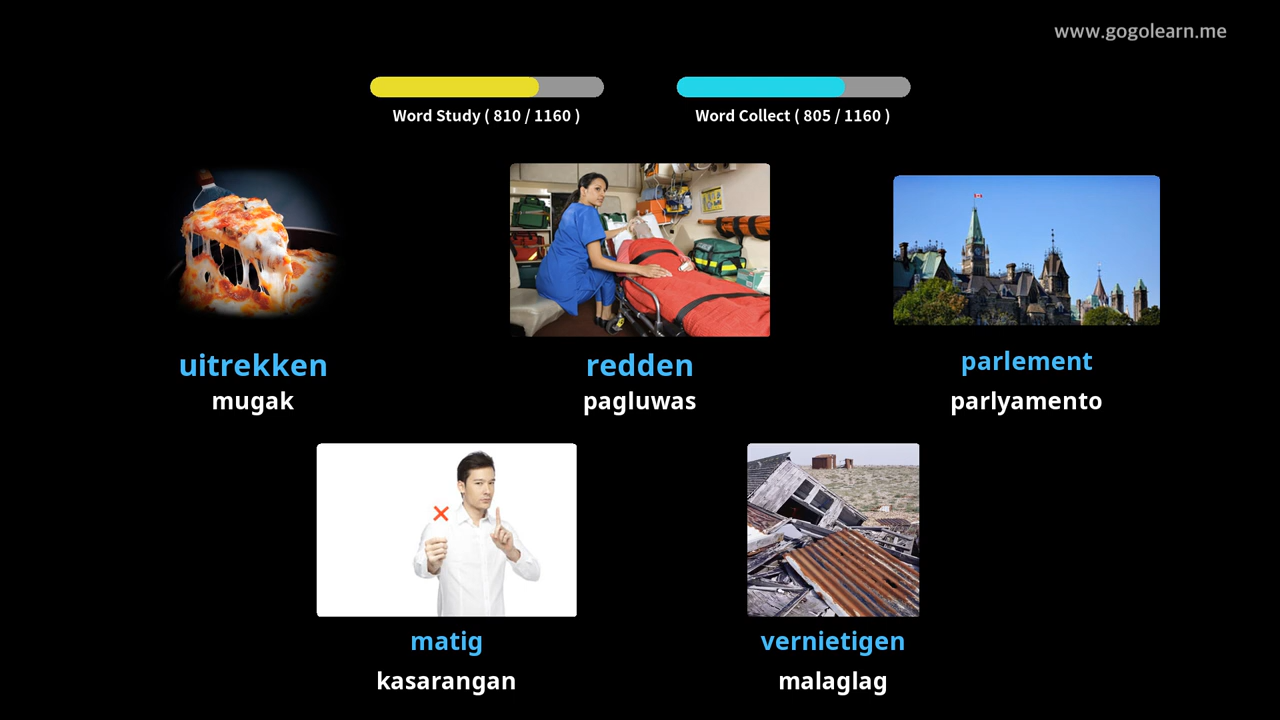 www.gogolearn.me
Word Study ( 810 / 1160 )
Word Collect ( 805 / 1160 )
uitrekken
mugak
redden
pagluwas
parlement
parlyamento
matig
kasarangan
vernietigen
malaglag